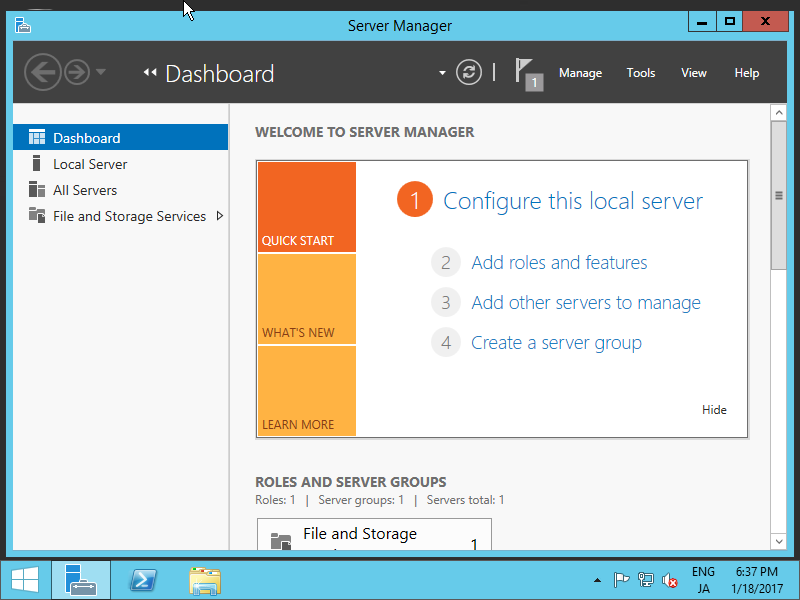 Server Manager
Dashboard
1
Manage
Tools
View
Help
Dashboard
Local Server
All Servers
File and Storage Services
WELCOME TO SERVER MANAGER
QUICK START
WHAT'S NEW
LEARN MORE
1 Configure this local server
2 Add roles and features
3 Add other servers to manage
4 Create a server group
Hide
ROLES AND SERVER GROUPS
Roles: 1 | Server groups: 1 | Servers total: 1
File and Storage
1
ENG
JA
6:37 PM
1/18/2017